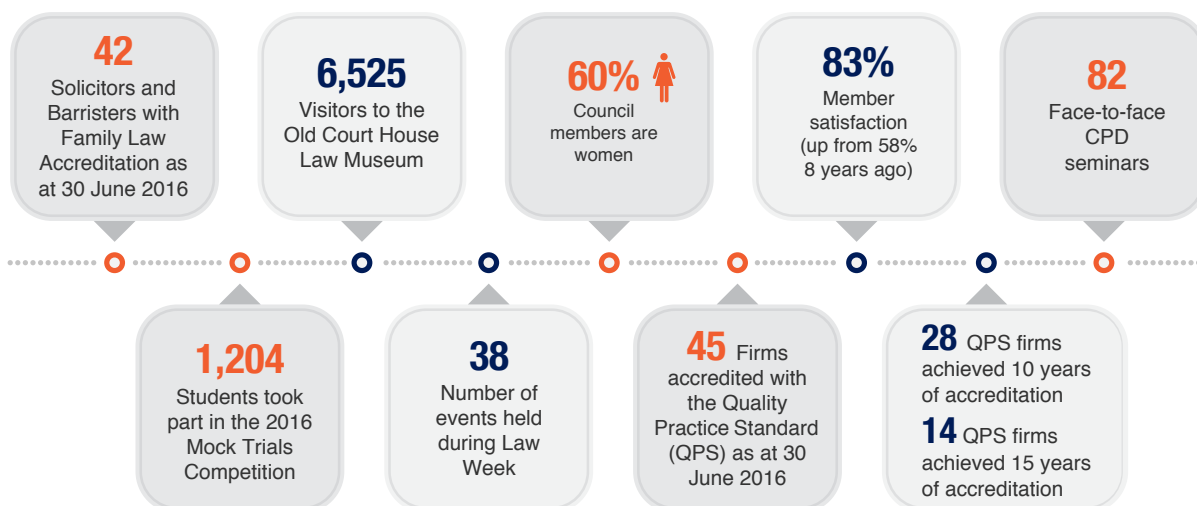 42
Solicitors and
Barristers with
Family Law
Accreditation as
at 30 June 2016
6,525
Visitors to the
Old Court House
Law Museum
60%
Council
members are
women
83%
Member
satisfaction
(up from 58%
8 years ago)
82
Face-to-face
CPD
seminars
1,204
Students took
part in the 2016
Mock Trials
Competition
38
Number of
events held
during Law
Week
45 Firms
accredited with
the Quality
Practice Standard
(QPS) as at 30
June 2016
28 QPS firms
achieved 10 years
of accreditation
14 QPS firms
achieved 15 years
of accreditation